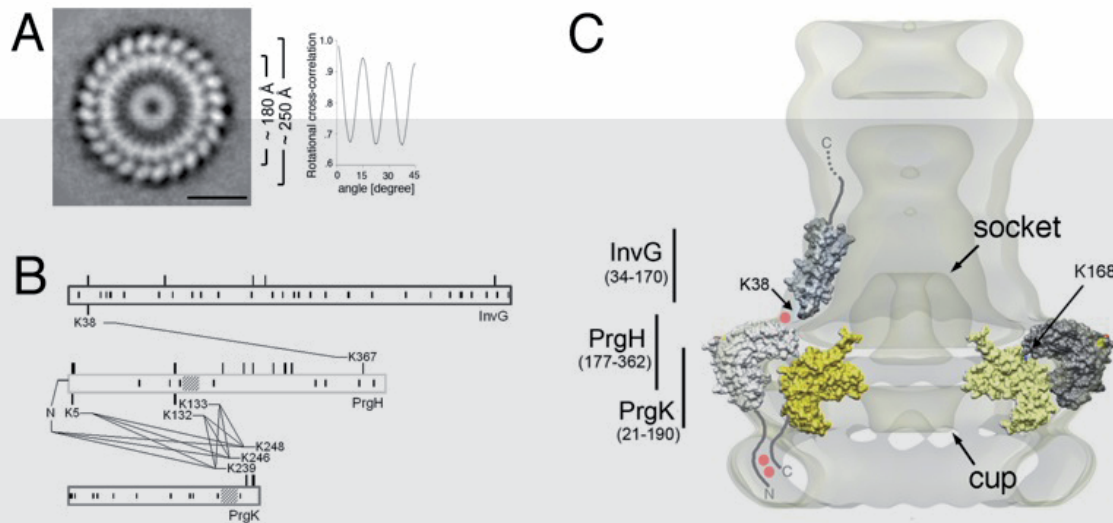 A
~ 180 Å
~ 250 Å
Rotational cross-correlation
1.0
.9
.8
.7
.6
0 15 30 45
angle [degree]
B
InvG
K38
K367
PrgH
N
K5
K133
K132
K248
K246
K239
PrgK
C
C
socket
InvG
(34-170)
K38
K168
PrgH
(177-362)
PrgK
(21-190)
C
N
cup